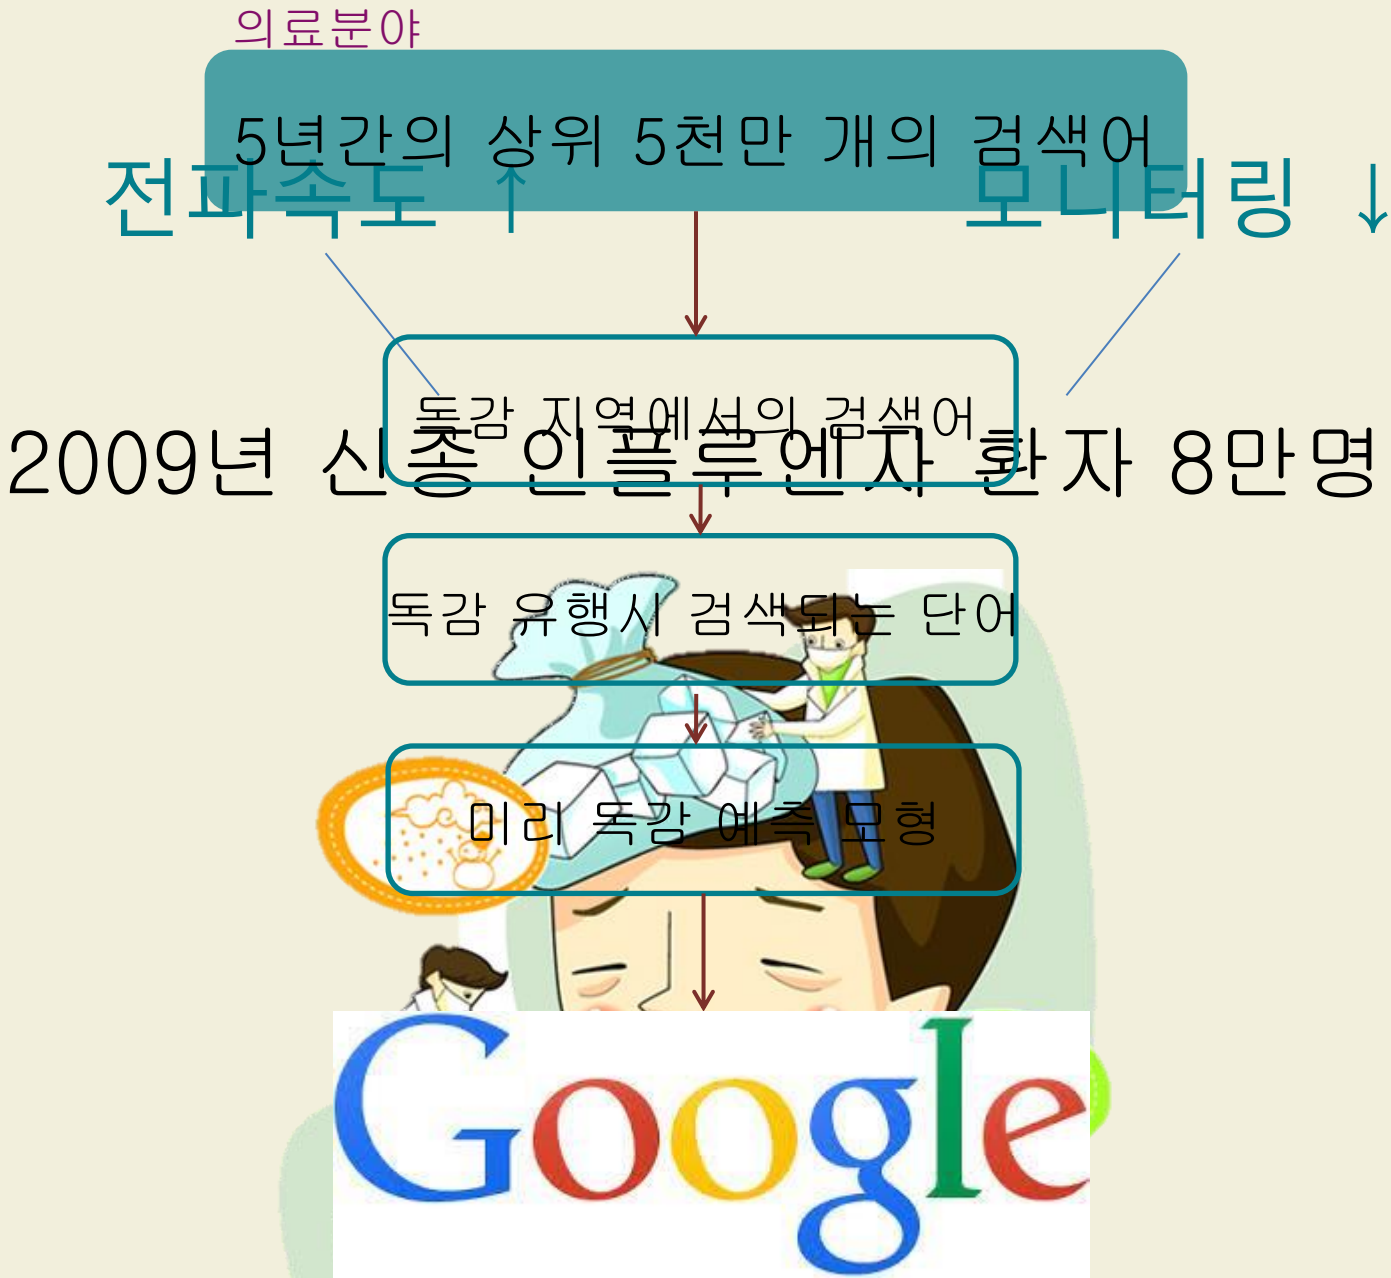 의료분야
5년간의 상위 5천만 개의 검색어
전파속도 ↑ 모니터링 ↓
독감 지역에서의 검색어
2009년 신종 인플루엔자 환자 8만명
독감 유행시 검색되는 단어
미리 독감 예측 모형
Google